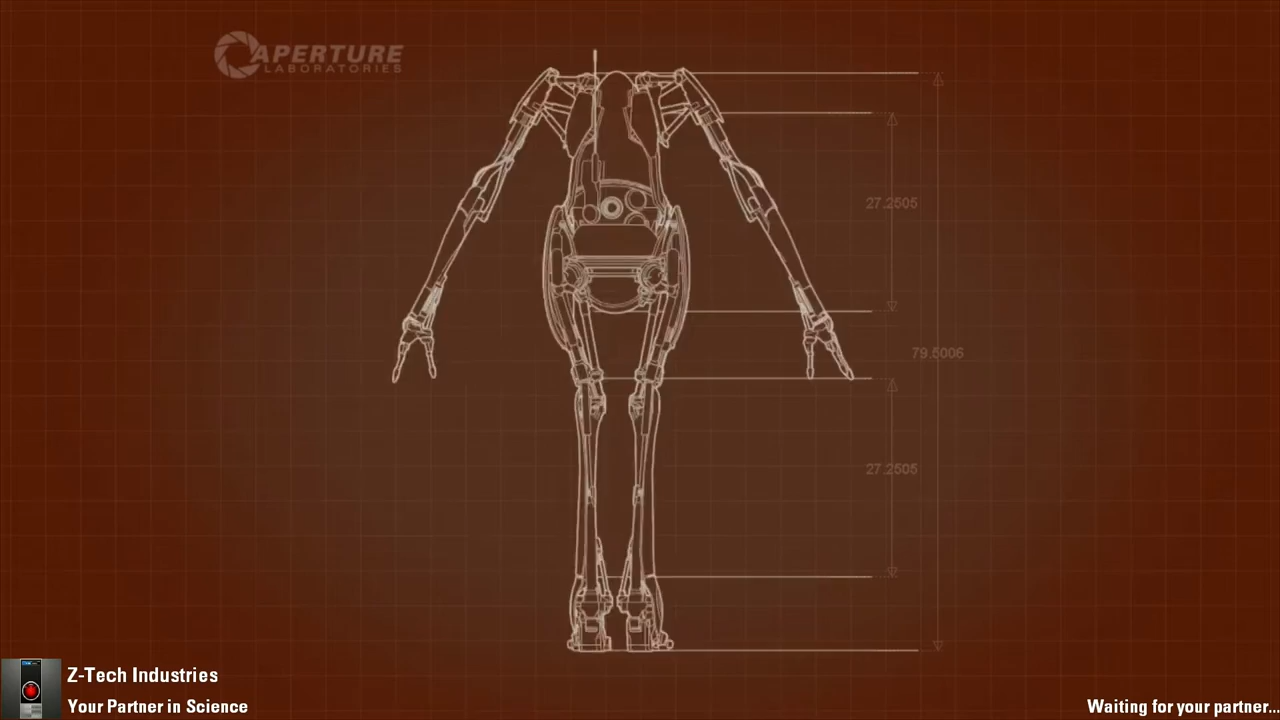 APERTURE
LABORATORIES
27.2505
79.5006
27.2505
Z-Tech Industries
Your Partner in Science
Waiting for your partner...